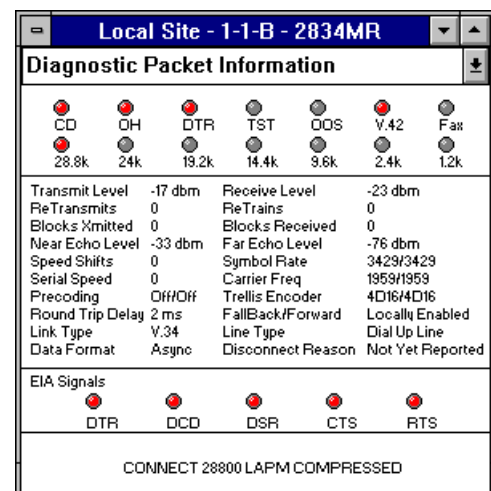 Local Site - 1-1-B - 2834MR
Diagnostic Packet Information
CD OH DTR TST OOS V.42 Fax
28.8k 24k 19.2k 14.4k 9.6k 2.4k 1.2k
Transmit Level -17 dbm Receive Level -23 dbm
ReTransmits 0 ReTrains 0
Blocks Xmitted 0 Blocks Received 0
Near Echo Level -33 dbm Far Echo Level -76 dbm
Speed Shifts 0 Symbol Rate 3429/3429
Serial Speed 0 Carrier Freq 1959/1959
Precoding Off/Off Trellis Encoder 4D16/4D16
Round Trip Delay 2 ms FallBack/Forward Locally Enabled
Link Type V.34 Line Type Dial Up Line
Data Format Async Disconnect Reason Not Yet Reported
EIA Signals
DTR DCD DSR CTS RTS
CONNECT 28800 LAPM COMPRESSED